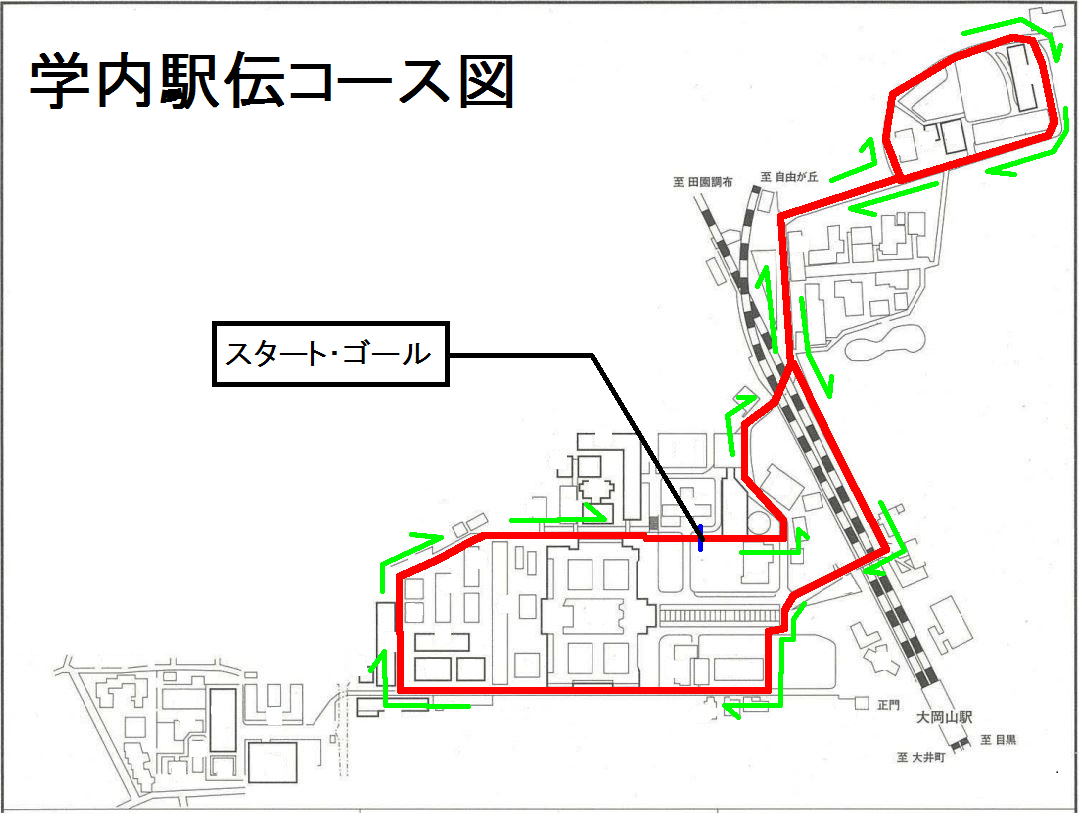 学内駅伝コース図
至 田園調布
至 自由が丘
スタート・ゴール
正門
大岡山駅
至 目黒
至 大井町